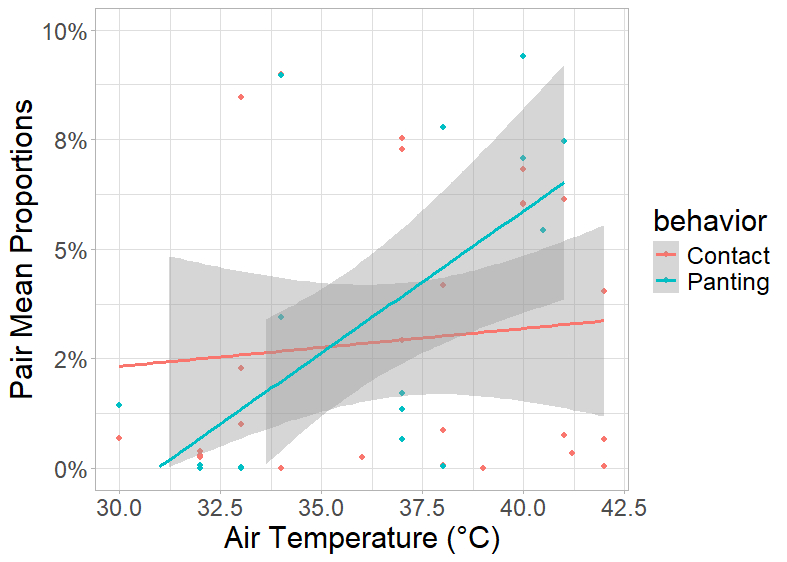 Pair Mean Proportions
10%
8%
5%
2%
0%
30.0 32.5 35.0 37.5 40.0 42.5
Air Temperature (°C)
behavior
Contact
Panting